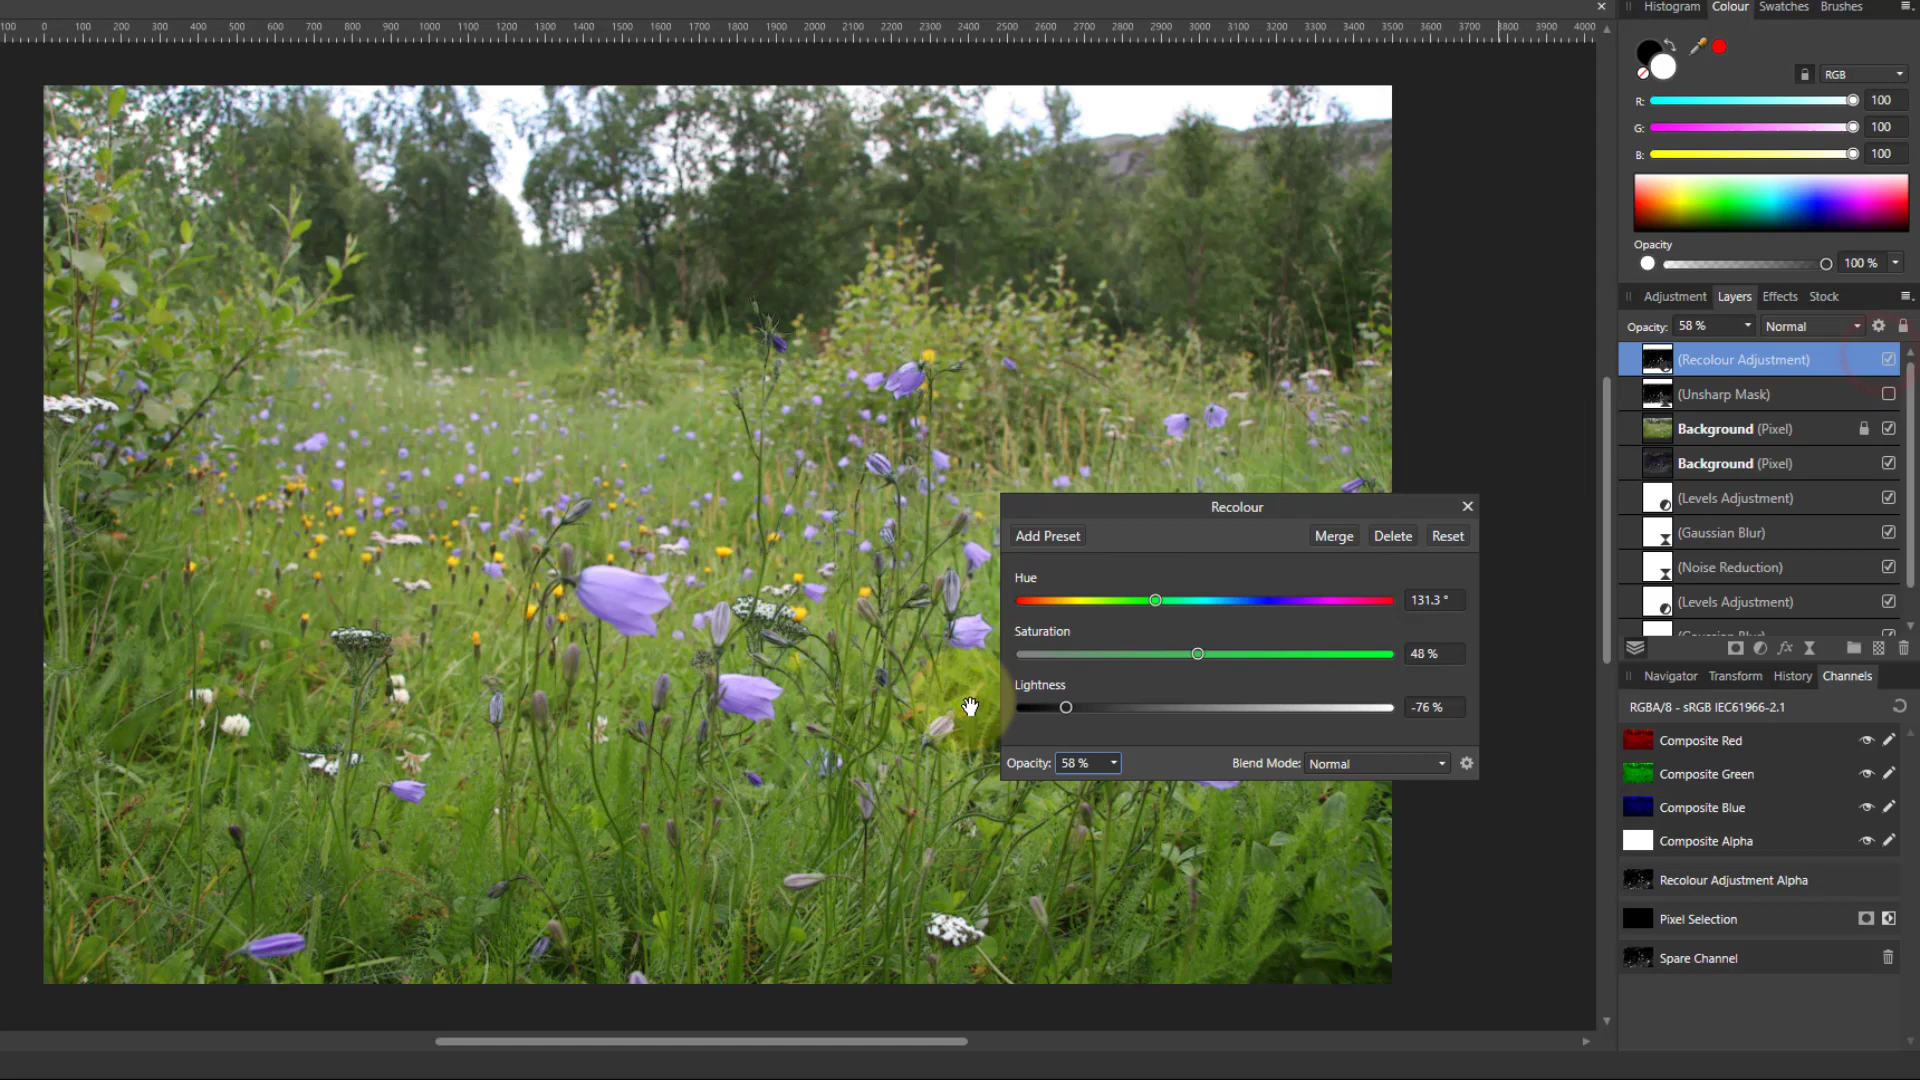 Histogram Colour Swatches Brushes
100 0 100 200 300 400 500 600 700 800 900 1000 1100 1200 1300 1400 1500 1600 1700 1800 1900 2000 2100 2200 2300 2400 2500 2600 2700 2800 2900 3000 3100 3200 3300 3400 3500 3600 3700 3800 3900 4000
RGB
R: 100
G: 100
B: 100
Opacity
100 %
Adjustment Layers Effects Stock
Opacity: 58 % Normal
(Recolour Adjustment)
(Unsharp Mask)
Background (Pixel)
Background (Pixel)
(Levels Adjustment)
(Gaussian Blur)
(Noise Reduction)
(Levels Adjustment)
(Gaussian Blur)
Recolour
Add Preset Merge Delete Reset
Hue
131.3 °
Saturation
48 %
Lightness
-76 %
Opacity: 58 % Blend Mode: Normal
Navigator Transform History Channels
RGBA/8 - sRGB IEC61966-2.1
Composite Red
Composite Green
Composite Blue
Composite Alpha
Recolour Adjustment Alpha
Pixel Selection
Spare Channel